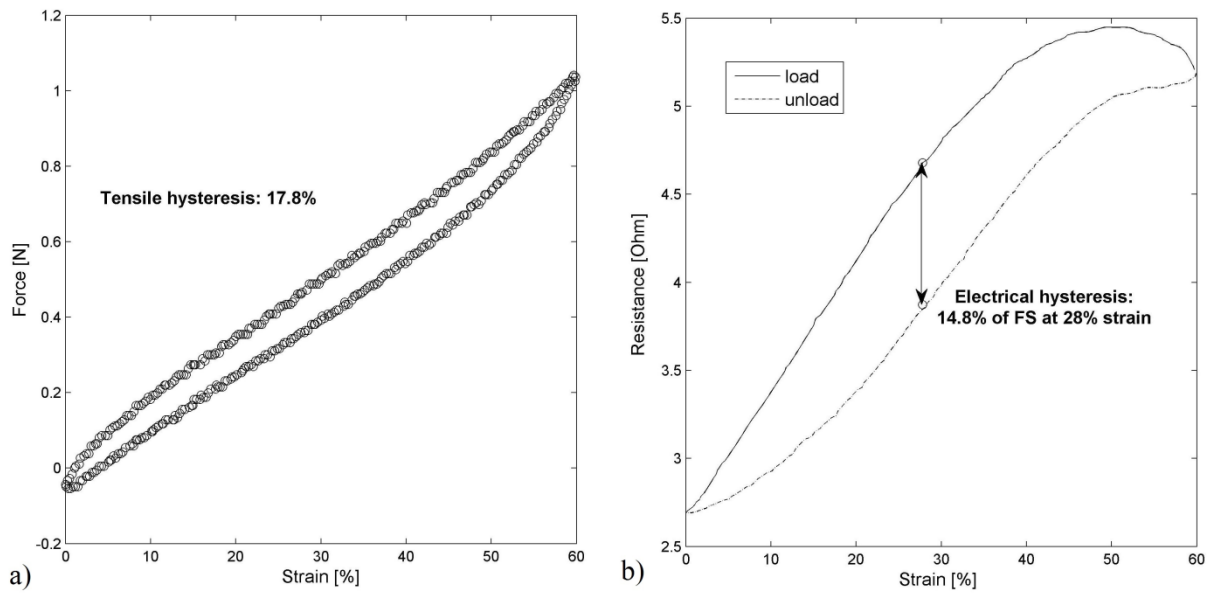 1.2
1
0.8
0.6
0.4
0.2
0
-0.2
Force [N]
Tensile hysteresis: 17.8%
0 10 20 30 40 50 60
Strain [%]
a)
5.5
5
4.5
4
3.5
3
2.5
Resistance [Ohm]
load
unload
Electrical hysteresis:
14.8% of FS at 28% strain
0 10 20 30 40 50 60
Strain [%]
b)